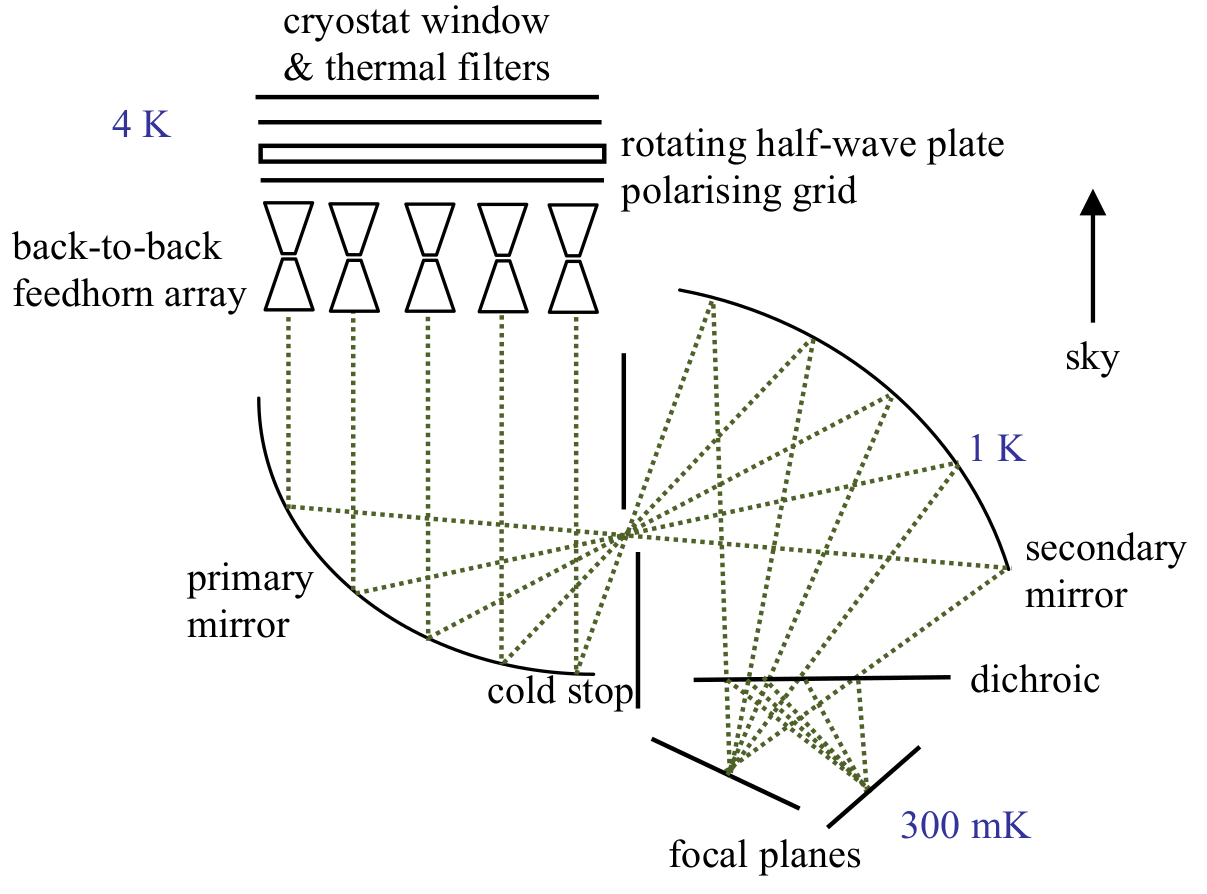 cryostat window
& thermal filters
4 K
rotating half-wave plate
polarising grid
back-to-back
feedhorn array
sky
1 K
secondary
mirror
primary
mirror
cold stop
dichroic
300 mK
focal planes